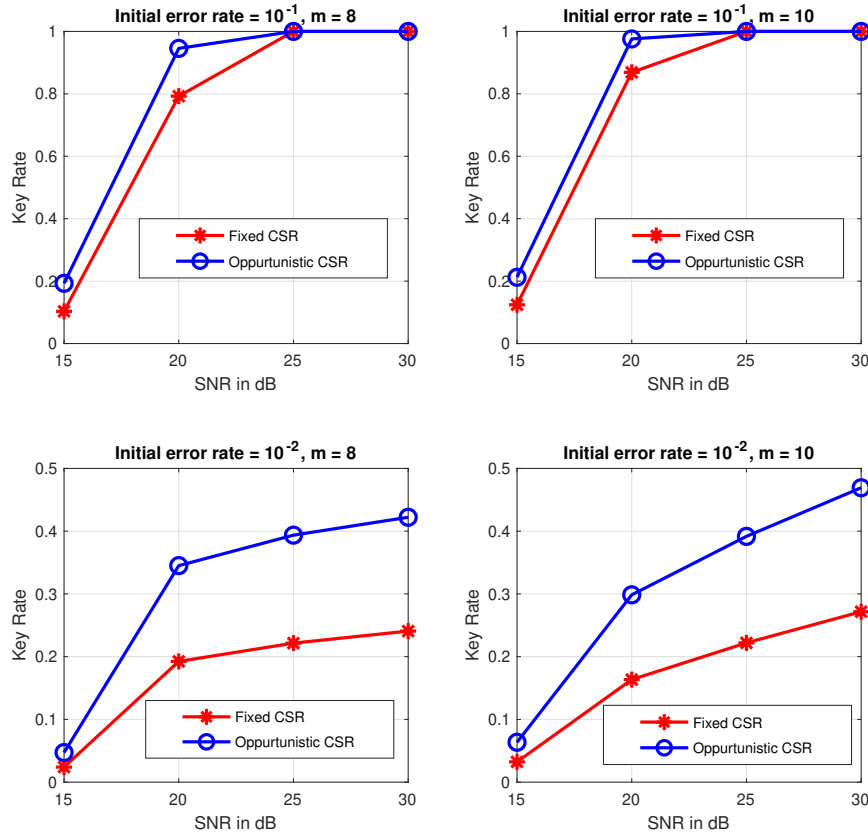 Initial error rate = 10⁻¹, m = 8
Key Rate
1
0.8
0.6
0.4
0.2
0
Fixed CSR
Oppurtunistic CSR
15 20 25 30
SNR in dB
Initial error rate = 10⁻¹, m = 10
Key Rate
1
0.8
0.6
0.4
0.2
0
Fixed CSR
Oppurtunistic CSR
15 20 25 30
SNR in dB
Initial error rate = 10⁻², m = 8
Key Rate
0.5
0.4
0.3
0.2
0.1
0
Fixed CSR
Oppurtunistic CSR
15 20 25 30
SNR in dB
Initial error rate = 10⁻², m = 10
Key Rate
0.5
0.4
0.3
0.2
0.1
0
Fixed CSR
Oppurtunistic CSR
15 20 25 30
SNR in dB